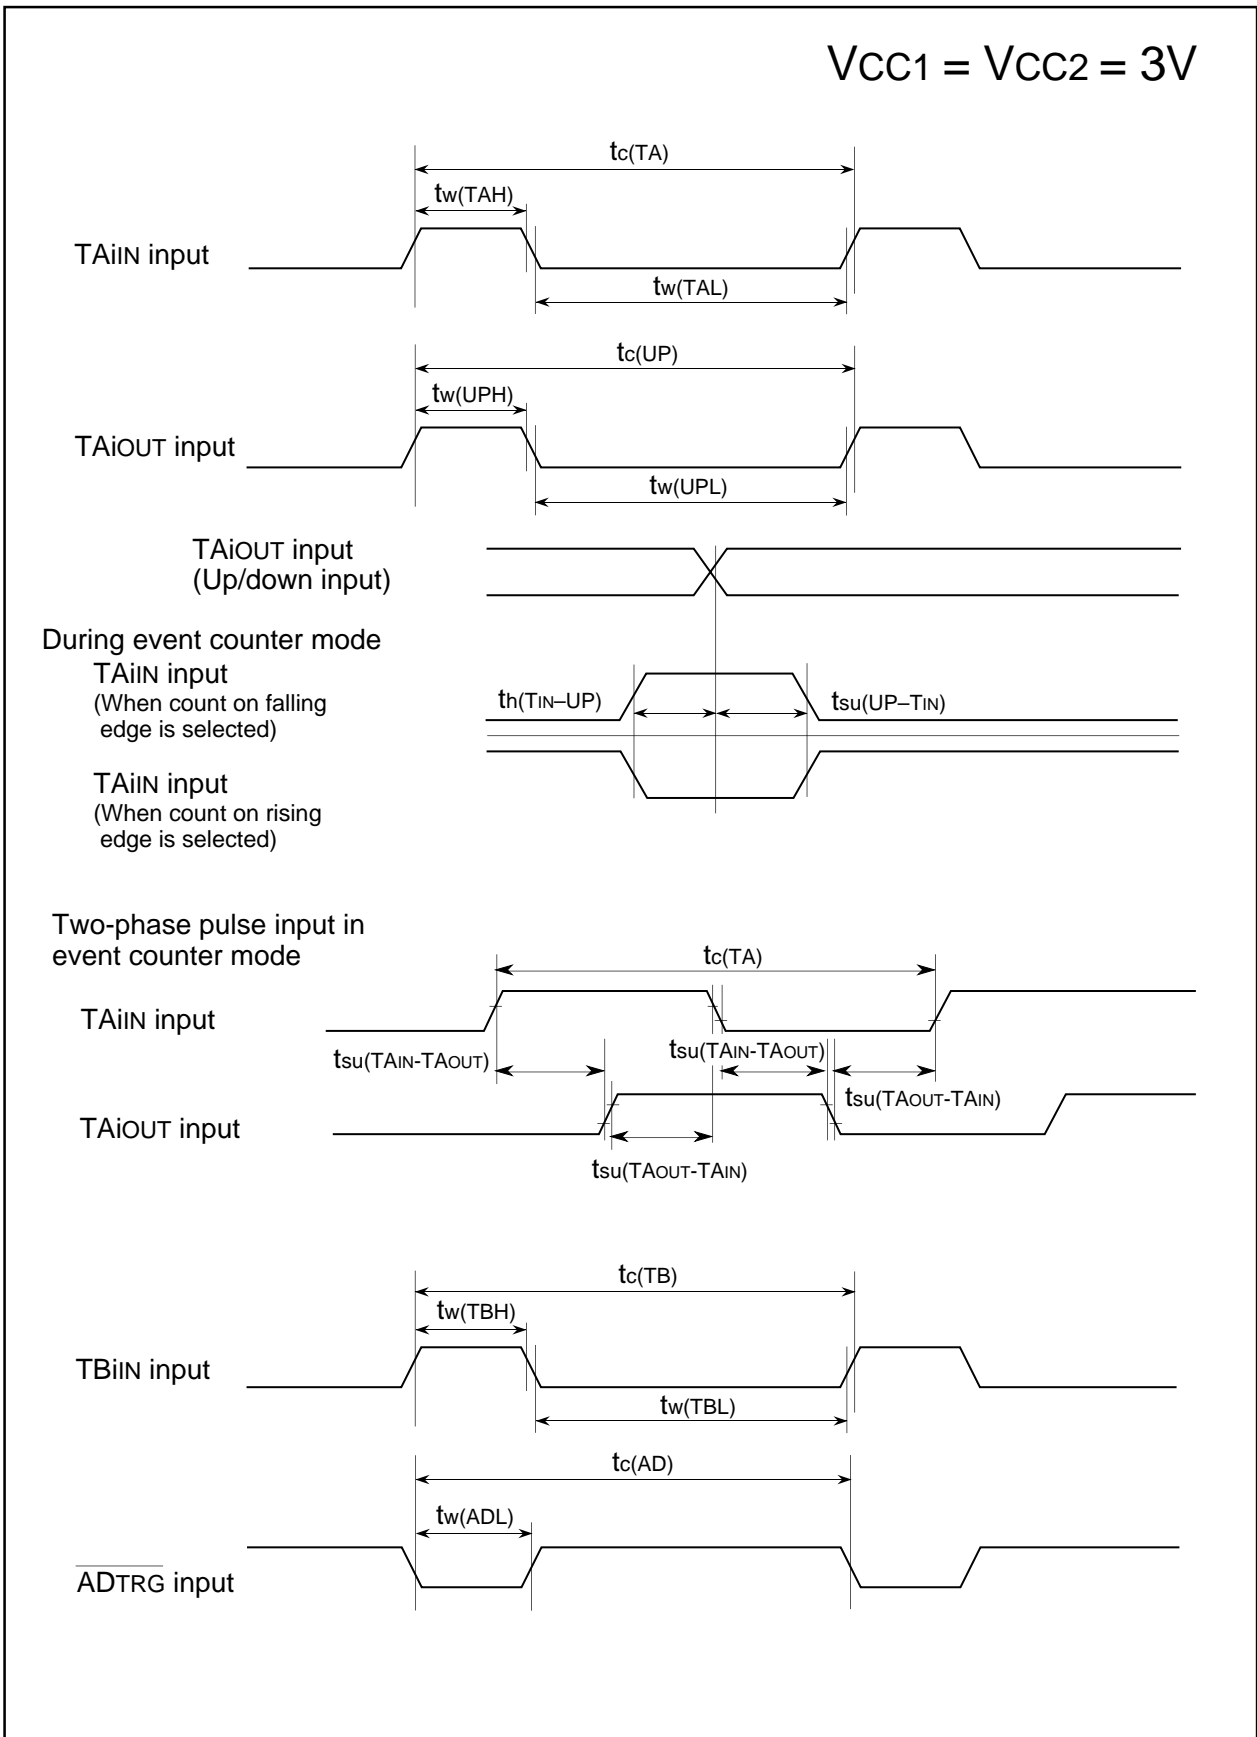 VCC1 = VCC2 = 3V
tc(TA)
tw(TAH)
TAiIN input
tw(TAL)
tc(UP)
tw(UPH)
TAiOUT input
tw(UPL)
TAiOUT input
(Up/down input)
During event counter mode
TAiIN input
(When count on falling
edge is selected)
th(TIN–UP)
tsu(UP–TIN)
TAiIN input
(When count on rising
edge is selected)
Two-phase pulse input in
event counter mode
tc(TA)
TAiIN input
tsu(TAIN-TAOUT)
tsu(TAIN-TAOUT)
tsu(TAOUT-TAIN)
TAiOUT input
tsu(TAOUT-TAIN)
tc(TB)
tw(TBH)
TBiIN input
tw(TBL)
tc(AD)
tw(ADL)
ADTRG input